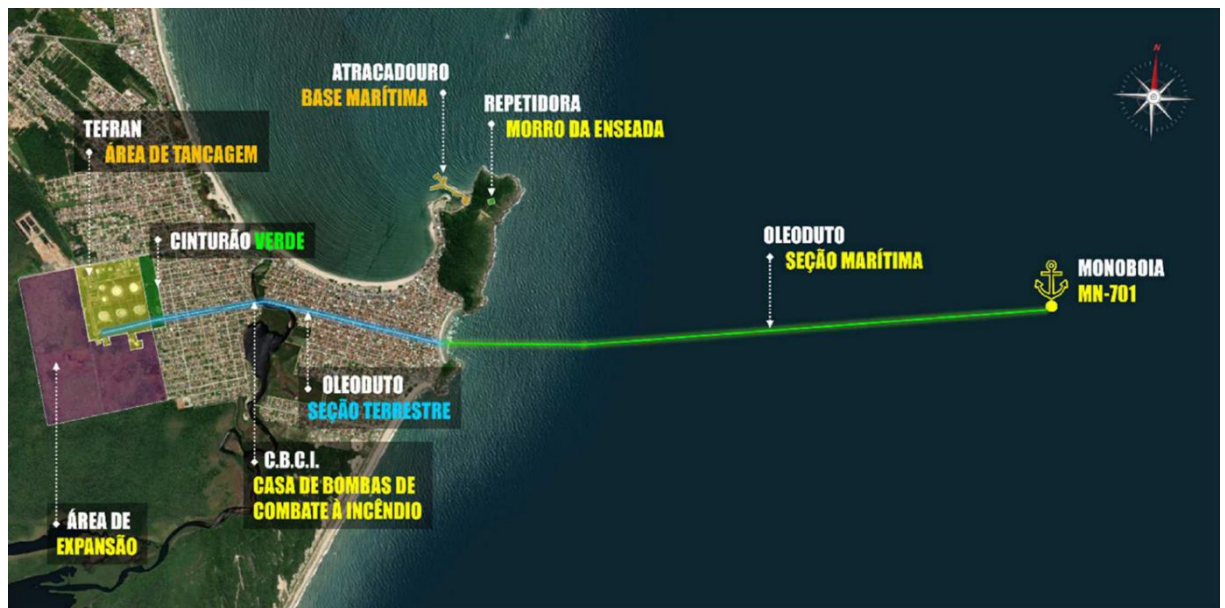 ATRACADOURO
BASE MARÍTIMA
REPETIDORA
MORRO DA ENSEADA
N
TEFRAN
ÁREA DE TANCAGEM
CINTURÃO VERDE
OLEODUTO
SEÇÃO MARÍTIMA
MONOBOIA
MN-701
OLEODUTO
SEÇÃO TERRESTRE
C.B.C.I.
CASA DE BOMBAS DE
COMBATE À INCÊNDIO
ÁREA DE
EXPANSÃO